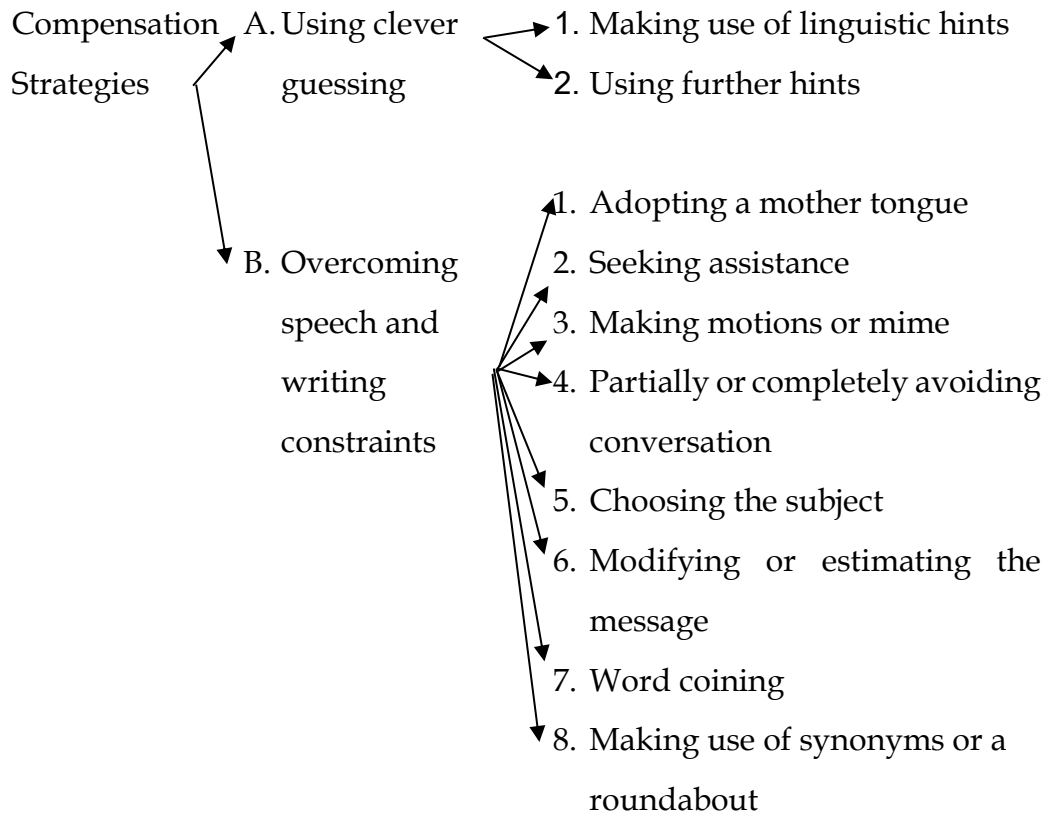 Compensation A. Using clever 1. Making use of linguistic hints
Strategies guessing 2. Using further hints
1. Adopting a mother tongue
B. Overcoming 2. Seeking assistance
speech and 3. Making motions or mime
writing 4. Partially or completely avoiding
constraints conversation
5. Choosing the subject
6. Modifying or estimating the
message
7. Word coining
8. Making use of synonyms or a
roundabout